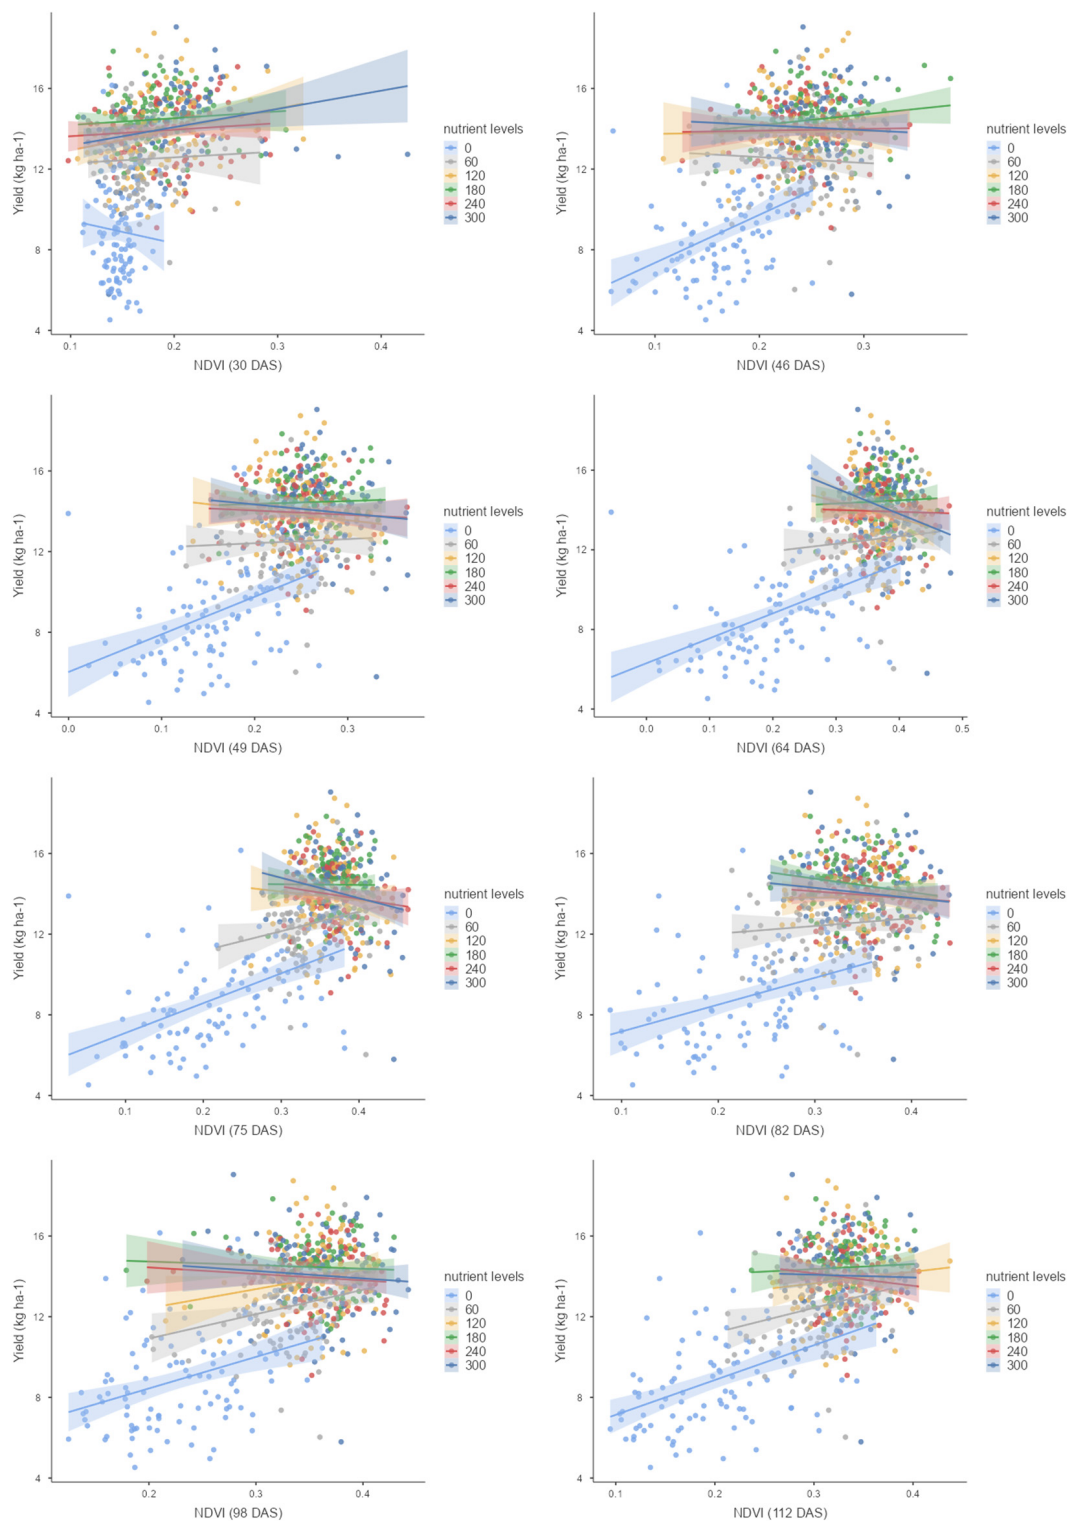 16
12
8
4
Yield (kg ha-1)
0.1 0.2 0.3 0.4
NDVI (30 DAS)
nutrient levels
0
60
120
180
240
300
16
12
8
4
Yield (kg ha-1)
0.1 0.2 0.3
NDVI (46 DAS)
nutrient levels
0
60
120
180
240
300
16
12
8
4
Yield (kg ha-1)
0.0 0.1 0.2 0.3
NDVI (49 DAS)
nutrient levels
0
60
120
180
240
300
16
12
8
4
Yield (kg ha-1)
0.0 0.1 0.2 0.3 0.4 0.5
NDVI (64 DAS)
nutrient levels
0
60
120
180
240
300
16
12
8
4
Yield (kg ha-1)
0.1 0.2 0.3 0.4
NDVI (75 DAS)
nutrient levels
0
60
120
180
240
300
16
12
8
4
Yield (kg ha-1)
0.1 0.2 0.3 0.4
NDVI (82 DAS)
nutrient levels
0
60
120
180
240
300
16
12
8
4
Yield (kg ha-1)
0.2 0.3 0.4
NDVI (98 DAS)
nutrient levels
0
60
120
180
240
300
16
12
8
4
Yield (kg ha-1)
0.1 0.2 0.3 0.4
NDVI (112 DAS)
nutrient levels
0
60
120
180
240
300